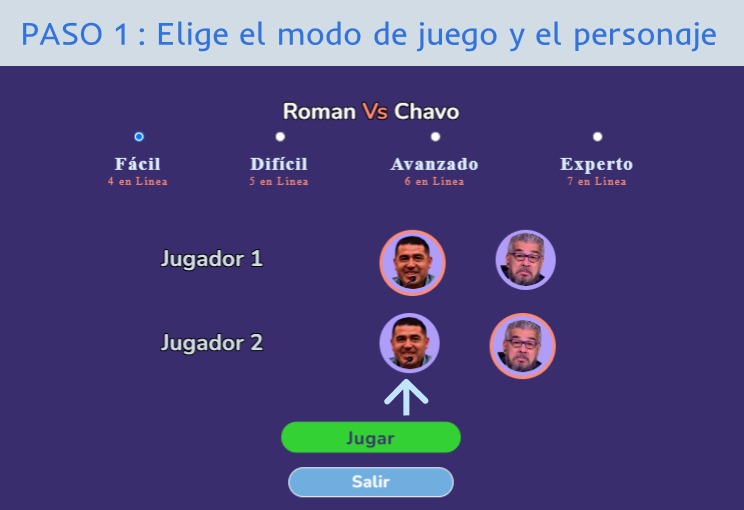 PASO 1: Elige el modo de juego y el personaje
Roman Vs Chavo
Fácil Difícil Avanzado Experto
4 en Linea 5 en Linea 6 en Linea 7 en Linea
Jugador 1
Jugador 2
Jugar
Salir